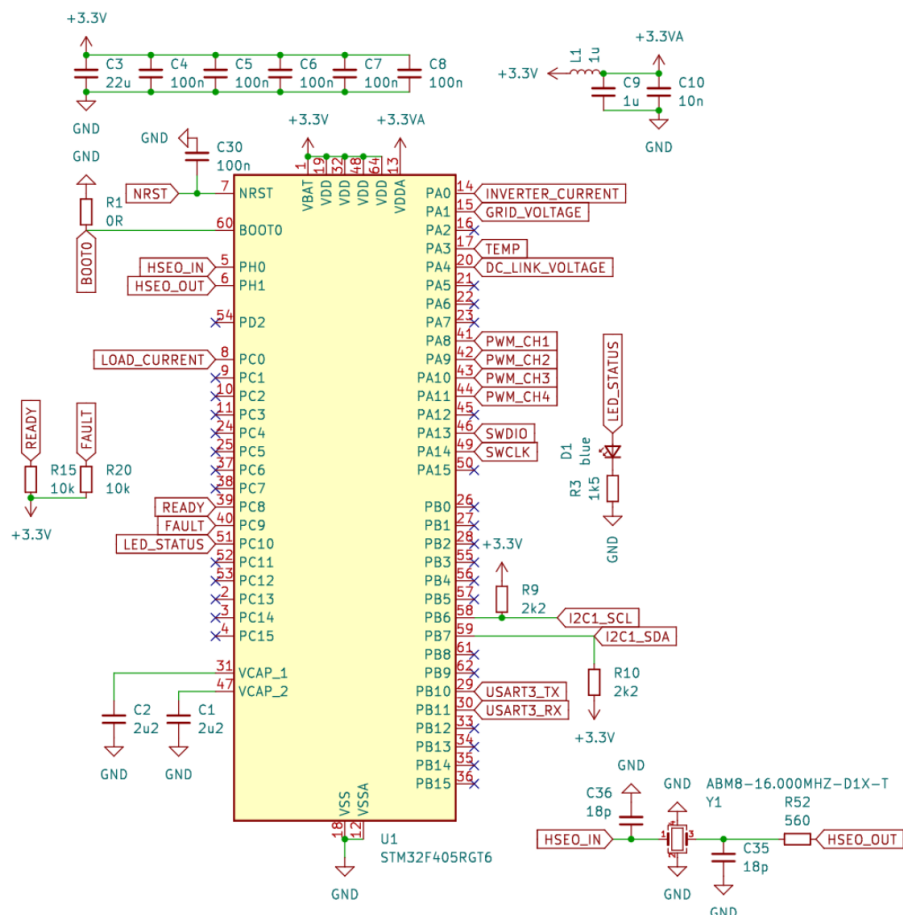 +3.3V
C3
22u
C4
100n
C5
100n
C6
100n
C7
100n
C8
100n
GND
+3.3V
L1
1u
+3.3VA
C9
1u
C10
10n
GND
GND
GND
C30
100n
+3.3V
+3.3VA
1
19
32
48
64
13
VBAT
VDD
VDD
VDD
VDD
VDDA
NRST
7
NRST
R1
0R
60
BOOT0
BOOT0
HSEO_IN
5
PH0
HSEO_OUT
6
PH1
54
PD2
LOAD_CURRENT
8
PC0
9
PC1
10
PC2
11
PC3
24
PC4
25
PC5
37
PC6
38
PC7
READY
39
PC8
FAULT
40
PC9
LED_STATUS
51
PC10
52
PC11
53
PC12
2
PC13
3
PC14
4
PC15
31
VCAP_1
47
VCAP_2
PA0
14
INVERTER_CURRENT
PA1
15
GRID_VOLTAGE
PA2
16
PA3
17
TEMP
PA4
20
DC_LINK_VOLTAGE
PA5
21
PA6
22
PA7
23
PA8
41
PWM_CH1
PA9
42
PWM_CH2
PA10
43
PWM_CH3
PA11
44
PWM_CH4
PA12
45
PA13
46
SWDIO
PA14
49
SWCLK
PA15
50
PB0
26
PB1
27
PB2
28
PB3
55
PB4
56
PB5
57
PB6
58
I2C1_SCL
PB7
59
I2C1_SDA
PB8
61
PB9
62
PB10
29
USART3_TX
PB11
30
USART3_RX
PB12
33
PB13
34
PB14
35
PB15
36
READY
FAULT
R15
10k
R20
10k
+3.3V
LED_STATUS
D1
blue
R3
1k5
GND
+3.3V
R9
2k2
R10
2k2
+3.3V
C2
2u2
C1
2u2
GND
GND
VSS
VSSA
18
12
GND
U1
STM32F405RGT6
GND
C36
18p
GND
ABM8-16.000MHZ-D1X-T
Y1
R52
560
HSEO_IN
1
3
HSEO_OUT
GND
C35
18p
GND